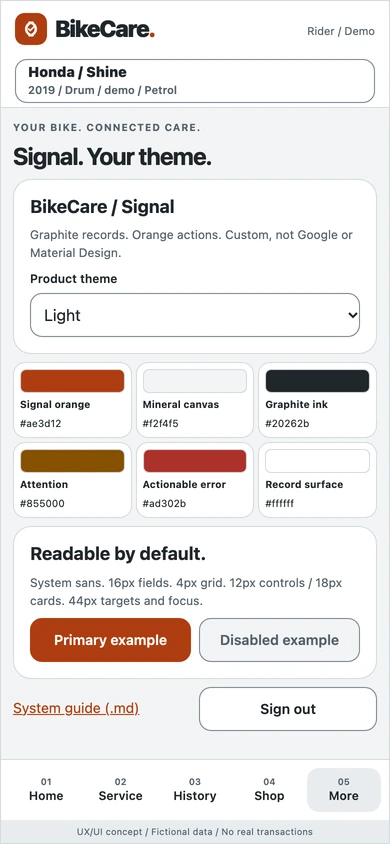 BikeCare.
Rider / Demo
Honda / Shine
2019 / Drum / demo / Petrol
YOUR BIKE. CONNECTED CARE.
Signal. Your theme.
BikeCare / Signal
Graphite records. Orange actions. Custom, not Google or
Material Design.
Product theme
Light
Signal orange
#ae3d12
Mineral canvas
#f2f4f5
Graphite ink
#20262b
Attention
#855000
Actionable error
#ad302b
Record surface
#ffffff
Readable by default.
System sans. 16px fields. 4px grid. 12px controls / 18px
cards. 44px targets and focus.
Primary example
Disabled example
System guide (.md)
Sign out
01
Home
02
Service
03
History
04
Shop
05
More
UX/UI concept / Fictional data / No real transactions